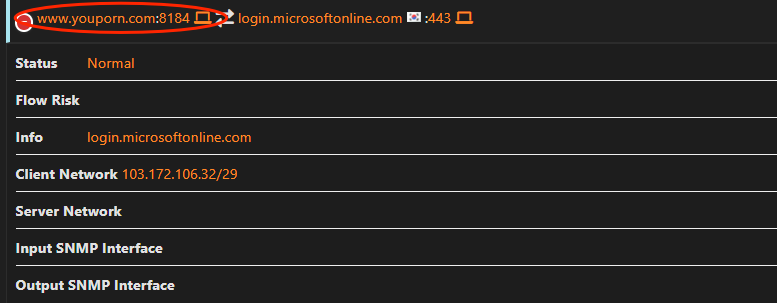 www.youporn.com:8184 login.microsoftonline.com :443
Status Normal
Flow Risk
Info login.microsoftonline.com
Client Network 103.172.106.32/29
Server Network
Input SNMP Interface
Output SNMP Interface